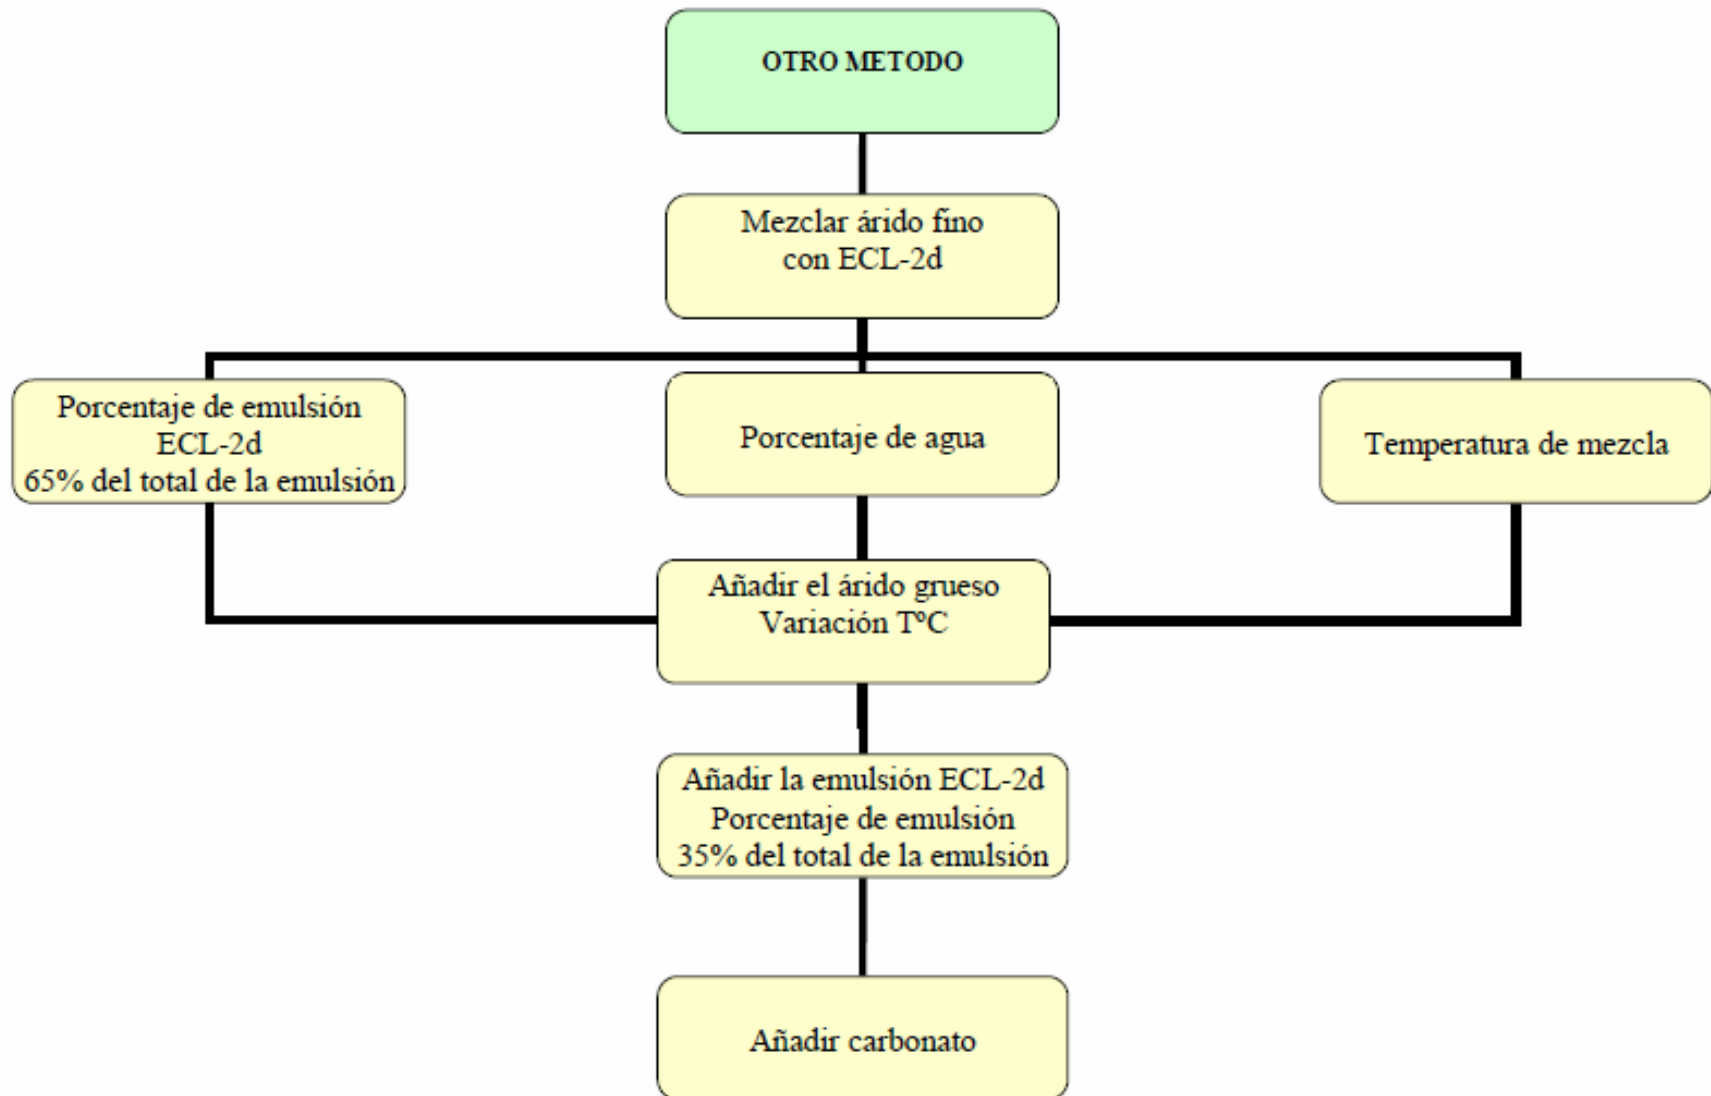 OTRO METODO
Mezclar árido fino
con ECL-2d
Porcentaje de emulsión
ECL-2d
65% del total de la emulsión
Porcentaje de agua
Temperatura de mezcla
Añadir el árido grueso
Variación TºC
Añadir la emulsión ECL-2d
Porcentaje de emulsión
35% del total de la emulsión
Añadir carbonato